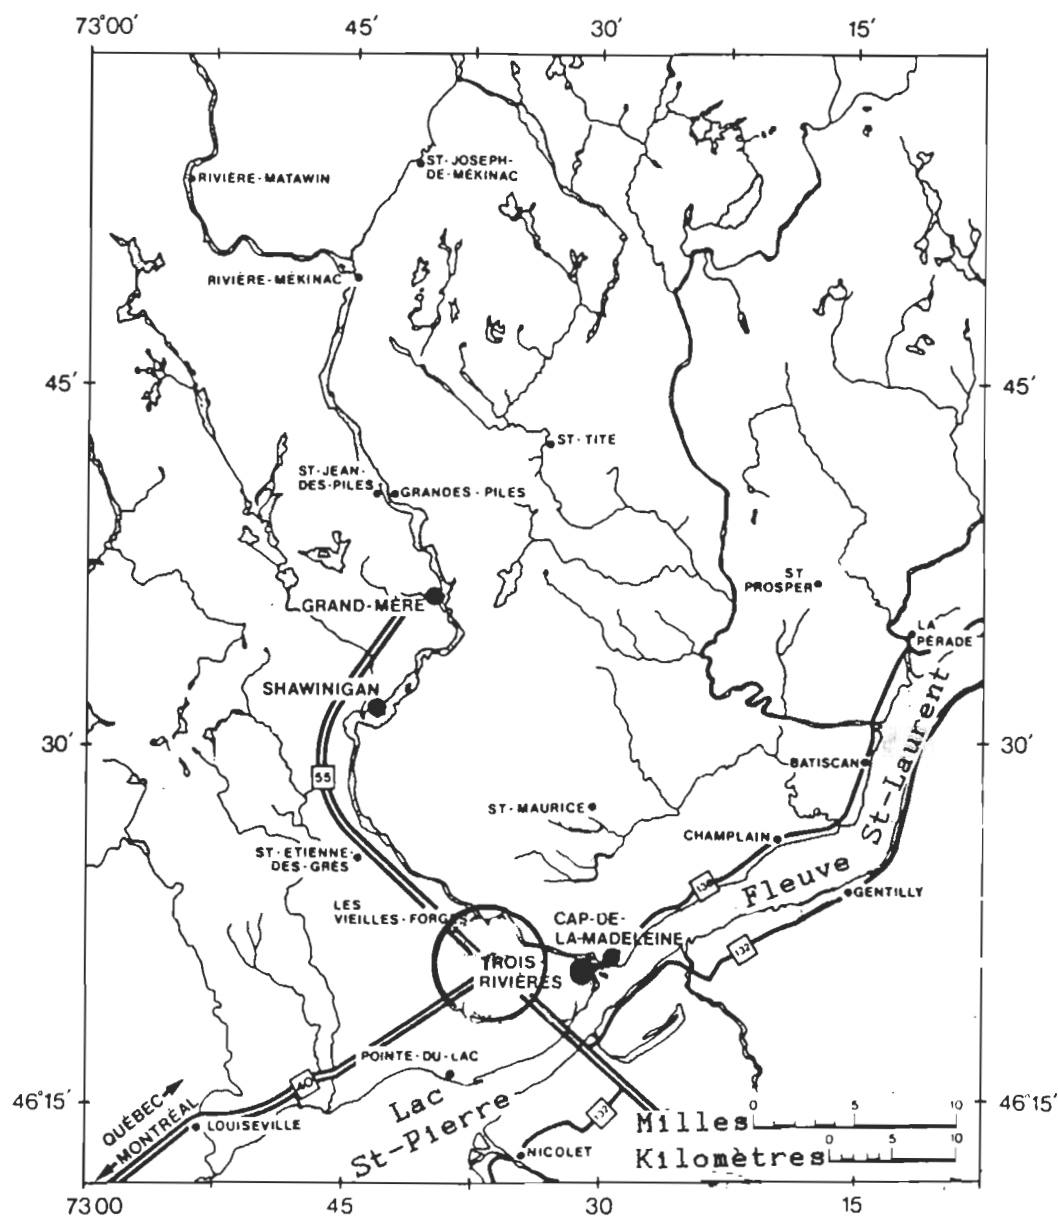 73°00′ 45′ 30′ 15′
ST-JOSEPH-
DE-MÉKINAC
RIVIÈRE-MATAWIN
RIVIÈRE-MÉKINAC
45′ 45′
ST-TITE
ST-JEAN-
DES-PILES
GRANDES-PILES
ST
PROSPER
GRAND-MÈRE
LA
PÉRADE
SHAWINIGAN
30′ 30′
55
BATISCAN
ST-MAURICE
CHAMPLAIN
Fleuve St-Laurent
ST-ETIENNE-
DES-GRÈS
GENTILLY
LES
VIEILLES-FORGES
CAP-DE-
LA-MADELEINE
132
TROIS
RIVIÈRES
POINTE-DU-LAC
40
46°15′ 46°15′
QUÉBEC
MONTRÉAL
LOUISEVILLE
Lac
St-Pierre
132
NICOLET
Milles 0 5 10
Kilomètres 0 5 10
73°00 45 30 15